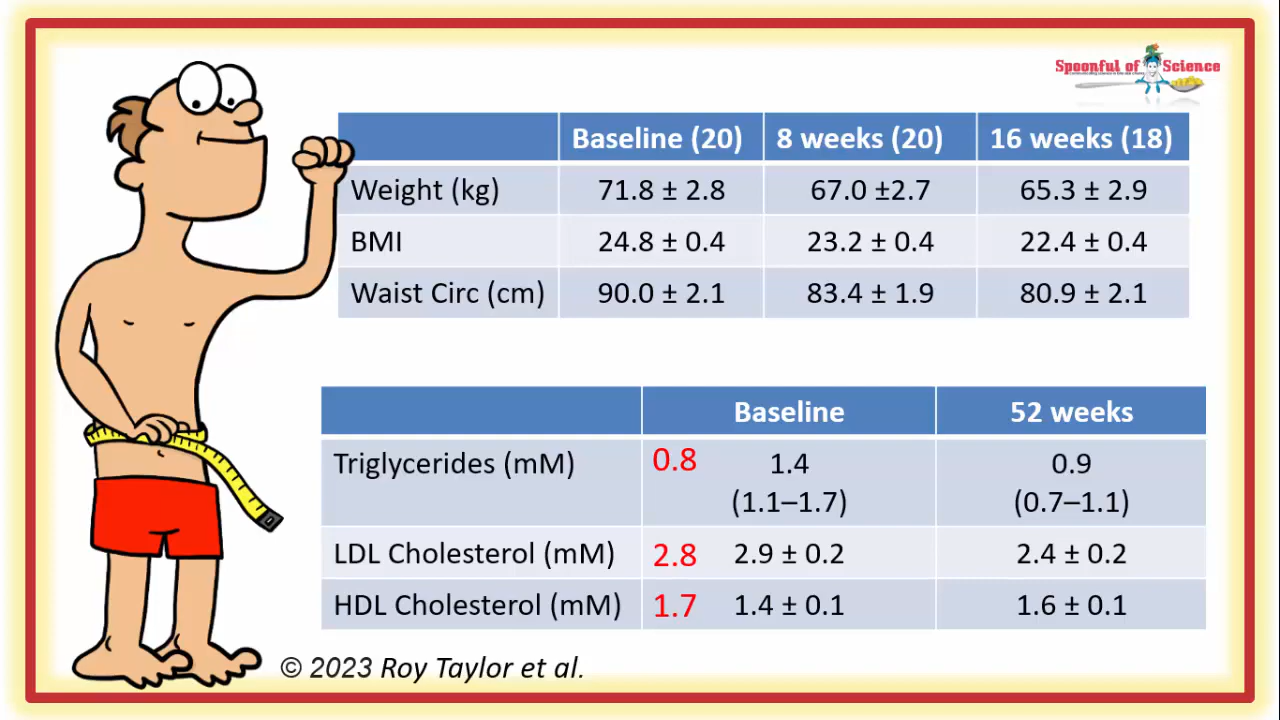 Spoonful of Science
Baseline (20) 8 weeks (20) 16 weeks (18)
Weight (kg) 71.8 ± 2.8 67.0 ±2.7 65.3 ± 2.9
BMI 24.8 ± 0.4 23.2 ± 0.4 22.4 ± 0.4
Waist Circ (cm) 90.0 ± 2.1 83.4 ± 1.9 80.9 ± 2.1
Baseline 52 weeks
Triglycerides (mM) 0.8 1.4 0.9
(1.1–1.7) (0.7–1.1)
LDL Cholesterol (mM) 2.8 2.9 ± 0.2 2.4 ± 0.2
HDL Cholesterol (mM) 1.7 1.4 ± 0.1 1.6 ± 0.1
© 2023 Roy Taylor et al.